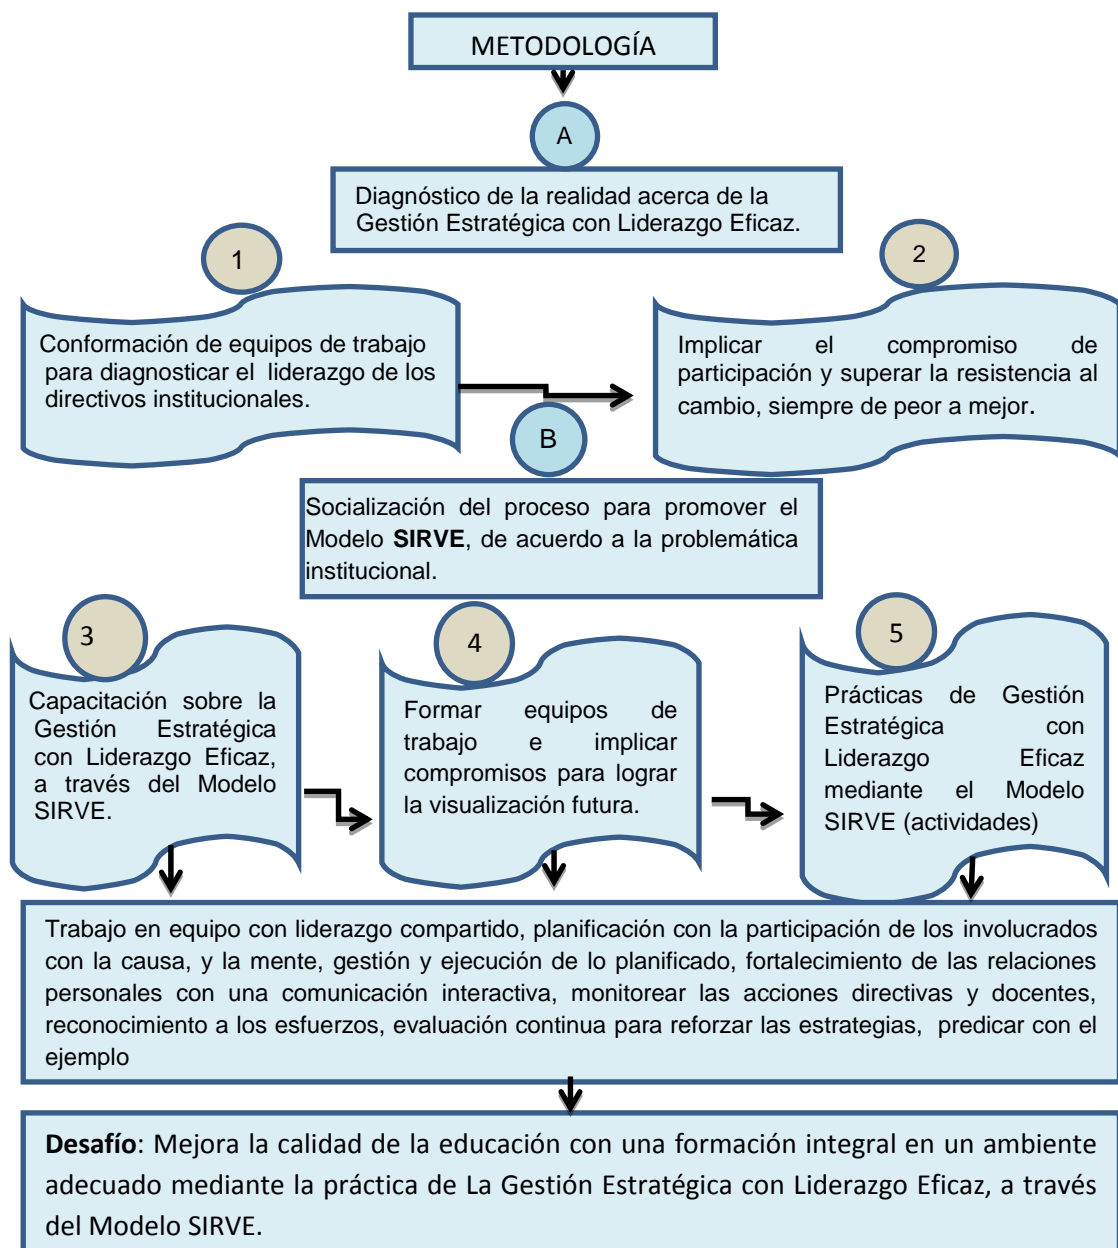 METODOLOGÍA
A
Diagnóstico de la realidad acerca de la
Gestión Estratégica con Liderazgo Eficaz.
1
Conformación de equipos de trabajo
para diagnosticar el liderazgo de los
directivos institucionales.
2
Implicar el compromiso de
participación y superar la resistencia al
cambio, siempre de peor a mejor.
B
Socialización del proceso para promover el
Modelo SIRVE, de acuerdo a la problemática
institucional.
3
Capacitación sobre la
Gestión Estratégica
con Liderazgo Eficaz,
a través del Modelo
SIRVE.
4
Formar equipos de
trabajo e implicar
compromisos para lograr
la visualización futura.
5
Prácticas de Gestión
Estratégica con
Liderazgo Eficaz
mediante el Modelo
SIRVE (actividades)
Trabajo en equipo con liderazgo compartido, planificación con la participación de los involucrados
con la causa, y la mente, gestión y ejecución de lo planificado, fortalecimiento de las relaciones
personales con una comunicación interactiva, monitorear las acciones directivas y docentes,
reconocimiento a los esfuerzos, evaluación continua para reforzar las estrategias, predicar con el
ejemplo
Desafío: Mejora la calidad de la educación con una formación integral en un ambiente
adecuado mediante la práctica de La Gestión Estratégica con Liderazgo Eficaz, a través
del Modelo SIRVE.